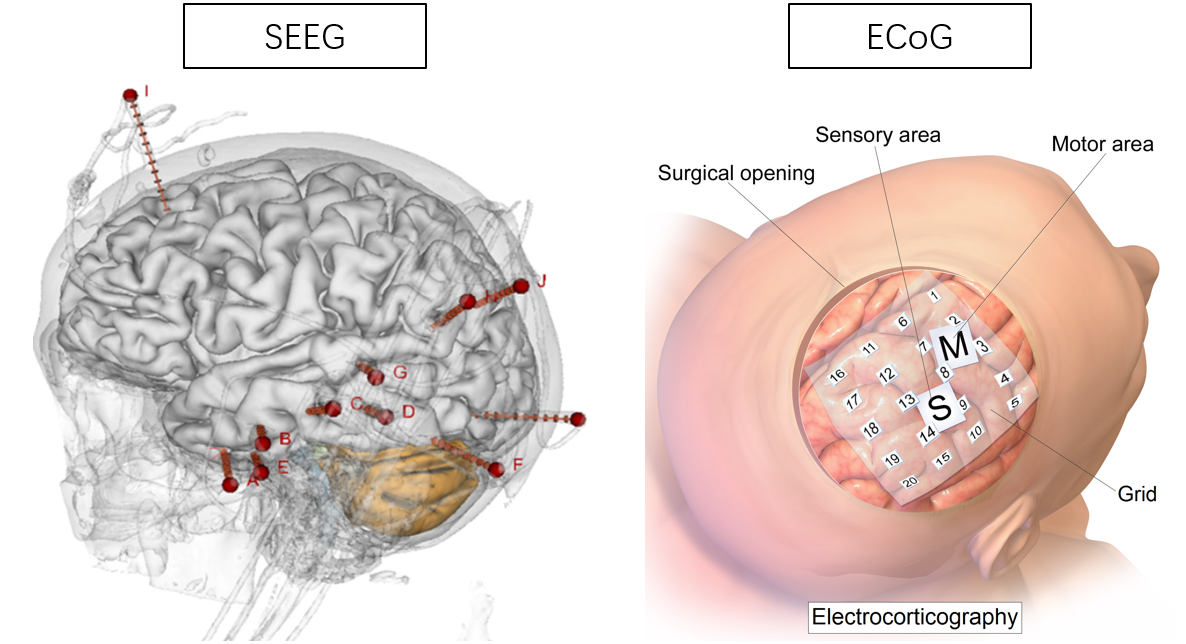 SEEG
I
J
G
C
D
B
E
A
F
ECoG
Sensory area
Motor area
Surgical opening
1
2
6
3
7
M
11
8
4
16
12
5
17
13
S
9
18
14
10
19
15
20
Grid
Electrocorticography